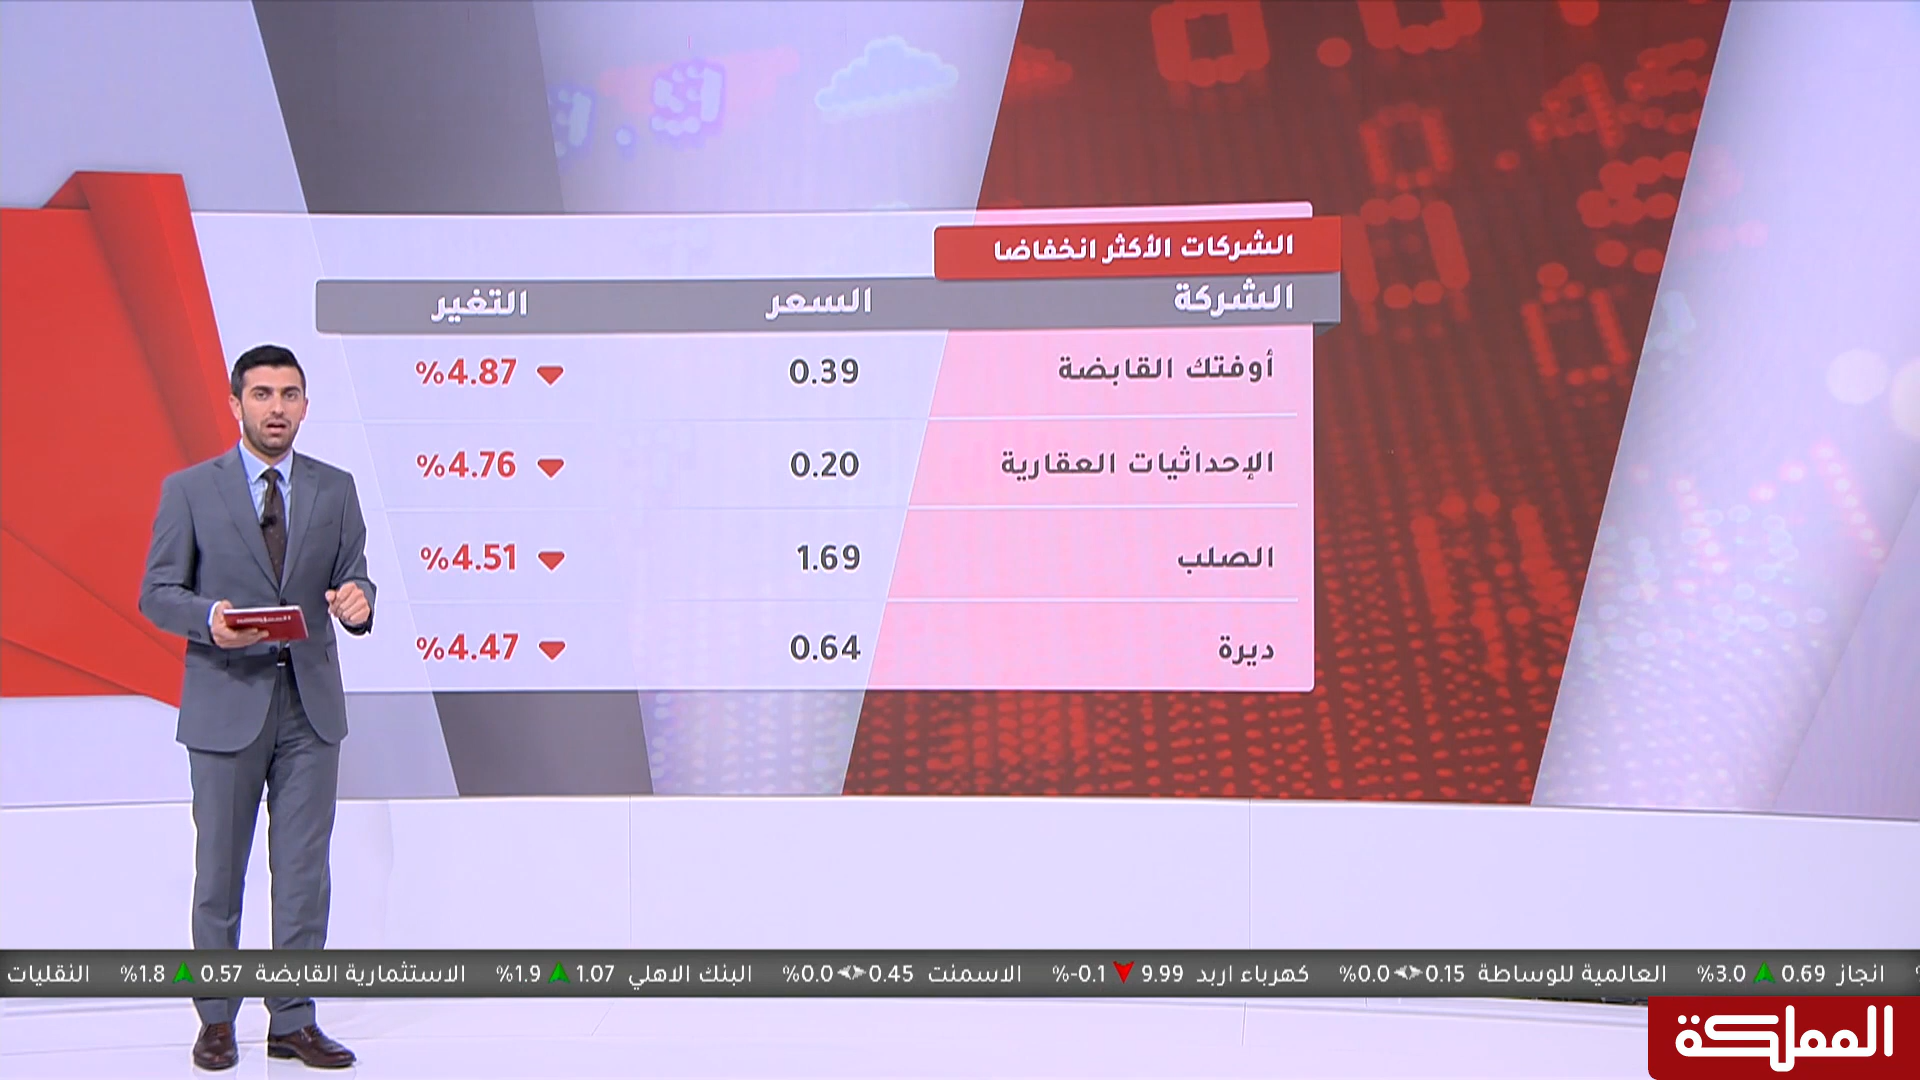 الشركات الأكثر انخفاضا
الشركة السعر التغير
أوفتك القابضة 0.39 %4.87
الإحداثيات العقارية 0.20 %4.76
الصلب 1.69 %4.51
ديرة 0.64 %4.47
انجاز 0.69 %3.0 العالمية للوساطة 0.15 %0.0 كهرباء اربد 9.99 %-0.1 الاسمنت 0.45 %0.0 البنك الاهلي 1.07 %1.9 الاستثمارية القابضة 0.57 %1.8 النقليات
المملكة